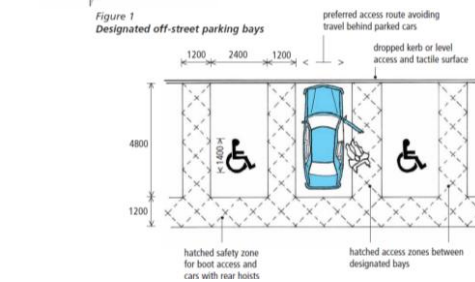 Figure 1
Designated off-street parking bays
preferred access route avoiding
travel behind parked cars
dropped kerb or level
access and tactile surface
1200
2400
1200
4800
1400
1200
hatched safety zone
for boot access and
cars with rear hoists
hatched access zones between
designated bays